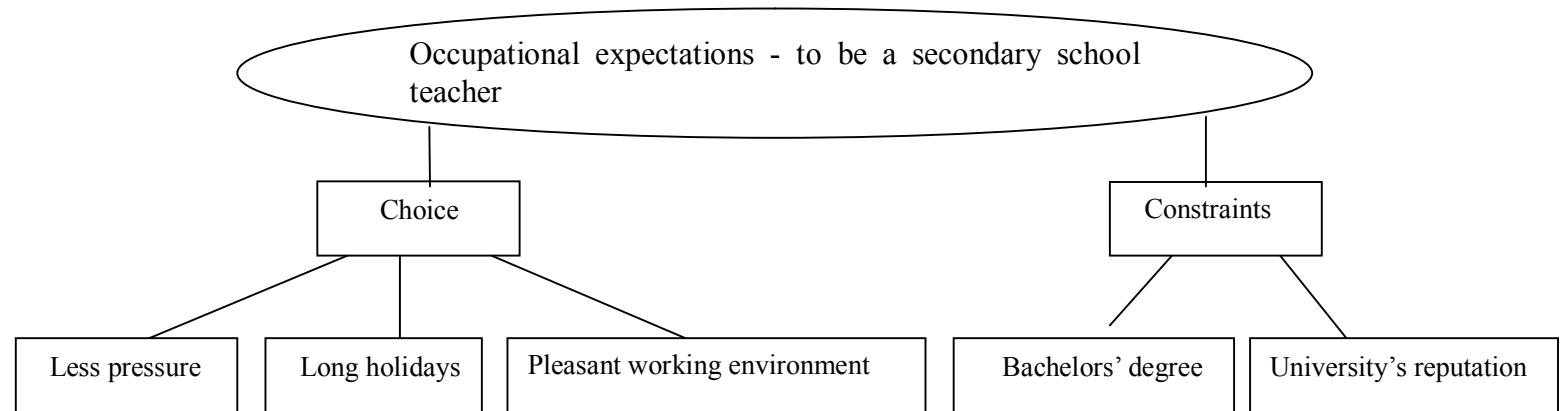 Occupational expectations - to be a secondary school
teacher
Choice
Constraints
Less pressure
Long holidays
Pleasant working environment
Bachelors’ degree
University’s reputation